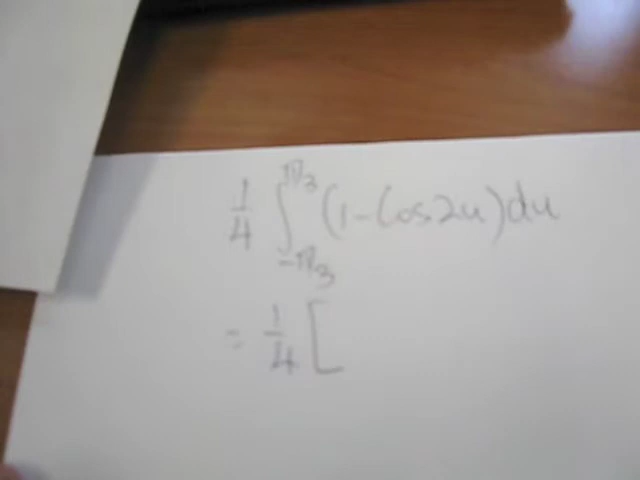 1/4 ∫_{-π/3}^{π/3} (1-Cos2u)du
= 1/4 [